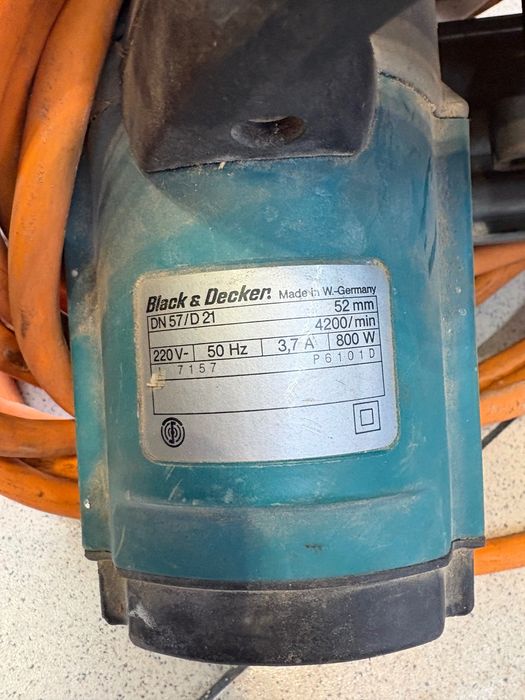 Black & Decker. Made in W.-Germany
DN 57/D 21 52 mm
4200/min
220 V~ 50 Hz 3,7 A 800 W
7157 P6101D